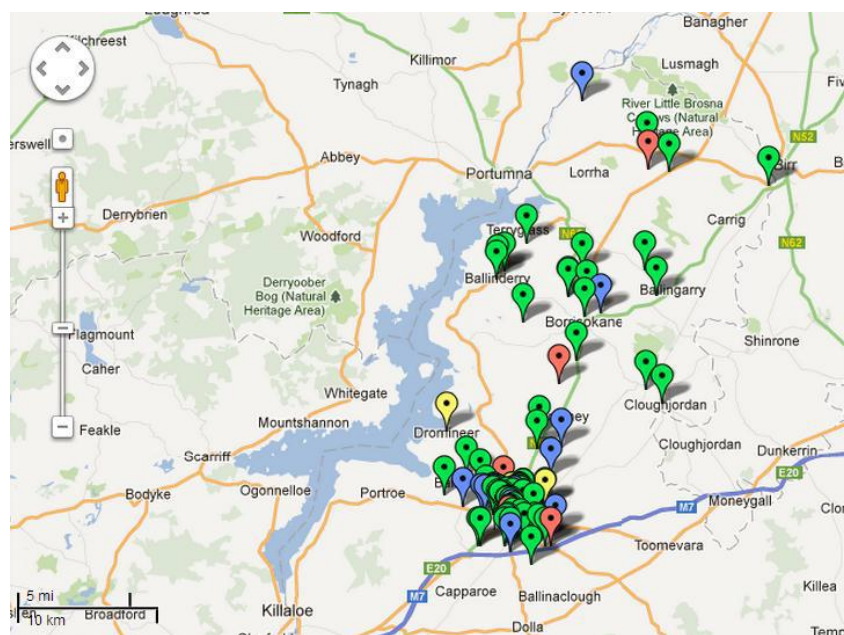 Banagher
Kilchreest
Killimor
Lusmagh
Tynagh
River Little Brosna
(Natural
Heritage Area)
N52
Abbey
Portumna
Lorrha
Birr
Derrybrien
Carrig
Woodford
Terryglass
N62
Derryoober
Bog (Natural
Heritage Area)
Ballinderry
Ballingarry
Borrisokane
Flagmount
Shinrone
Caher
Whitegate
Cloughjordan
Feakle
Mountshannon
Dromineer
Scarriff
Cloughjordan
Dunkerrin
E20
Bodyke
Ogonnelloe
Portroe
M7
Moneygall
Toomevara
E20
5 mi
10 km
M7
Capparoe
Ballinaclough
Killea
Broadford
Killaloe
Dolla
Templederry